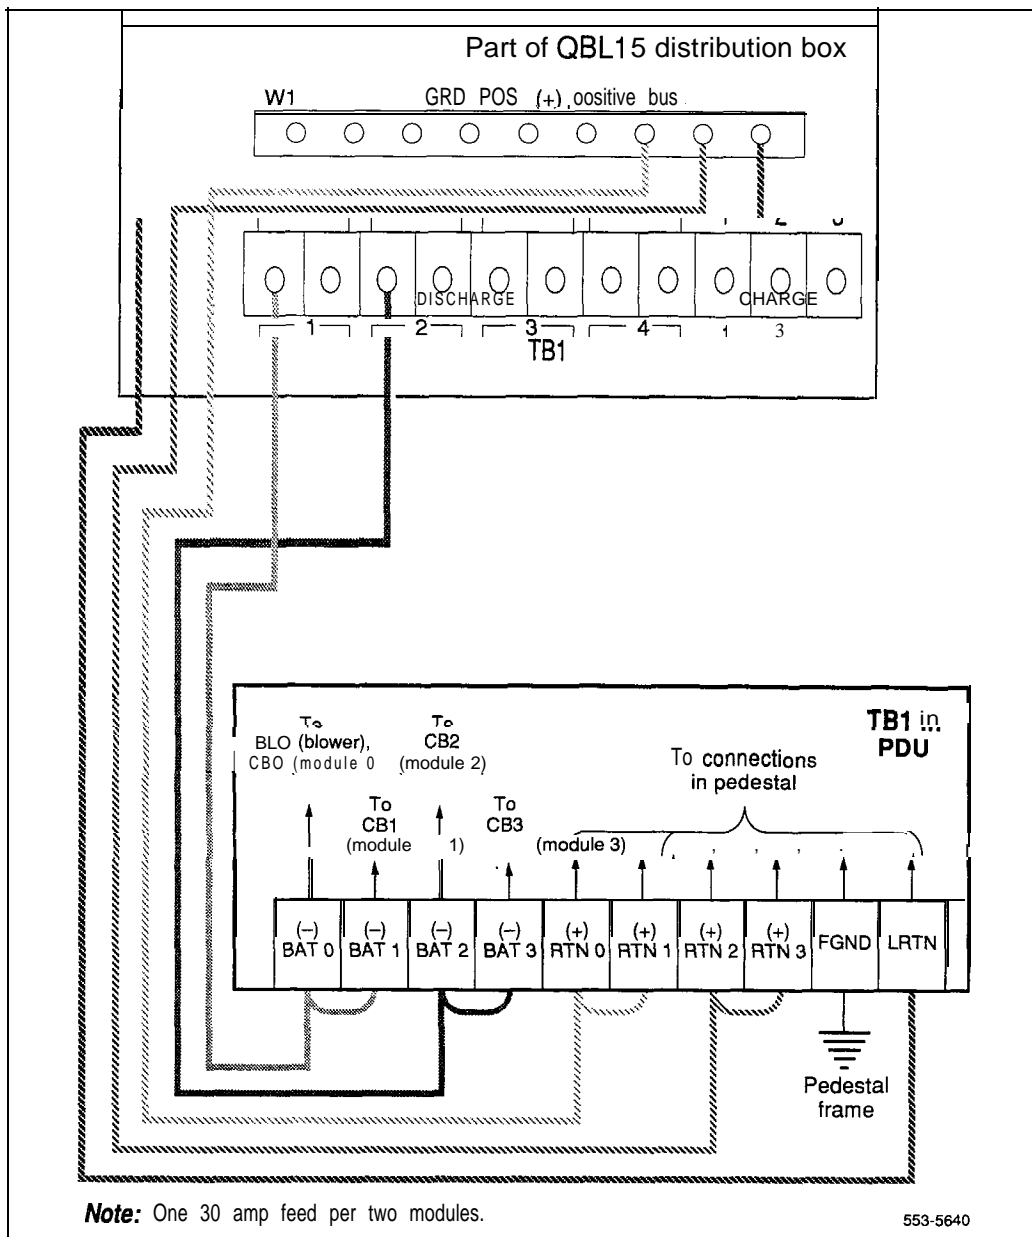 Part of QBL15 distribution box
W1 GRD POS (+) oositive bus
DISCHARGE CHARGE
1 2 3 4 1 3
TB1
TB1 in
PDU
To
BLO (blower),
CBO (module 0
To
CB2
(module 2)
To connections
in pedestal
To
CB1
(module 1)
To
CB3
(module 3)
(–)
BAT 0
(–)
BAT 1
(–)
BAT 2
(–)
BAT 3
(+)
RTN 0
(+)
RTN 1
(+)
RTN 2
(+)
RTN 3
FGND
LRTN
Pedestal
frame
Note: One 30 amp feed per two modules.
553-5640